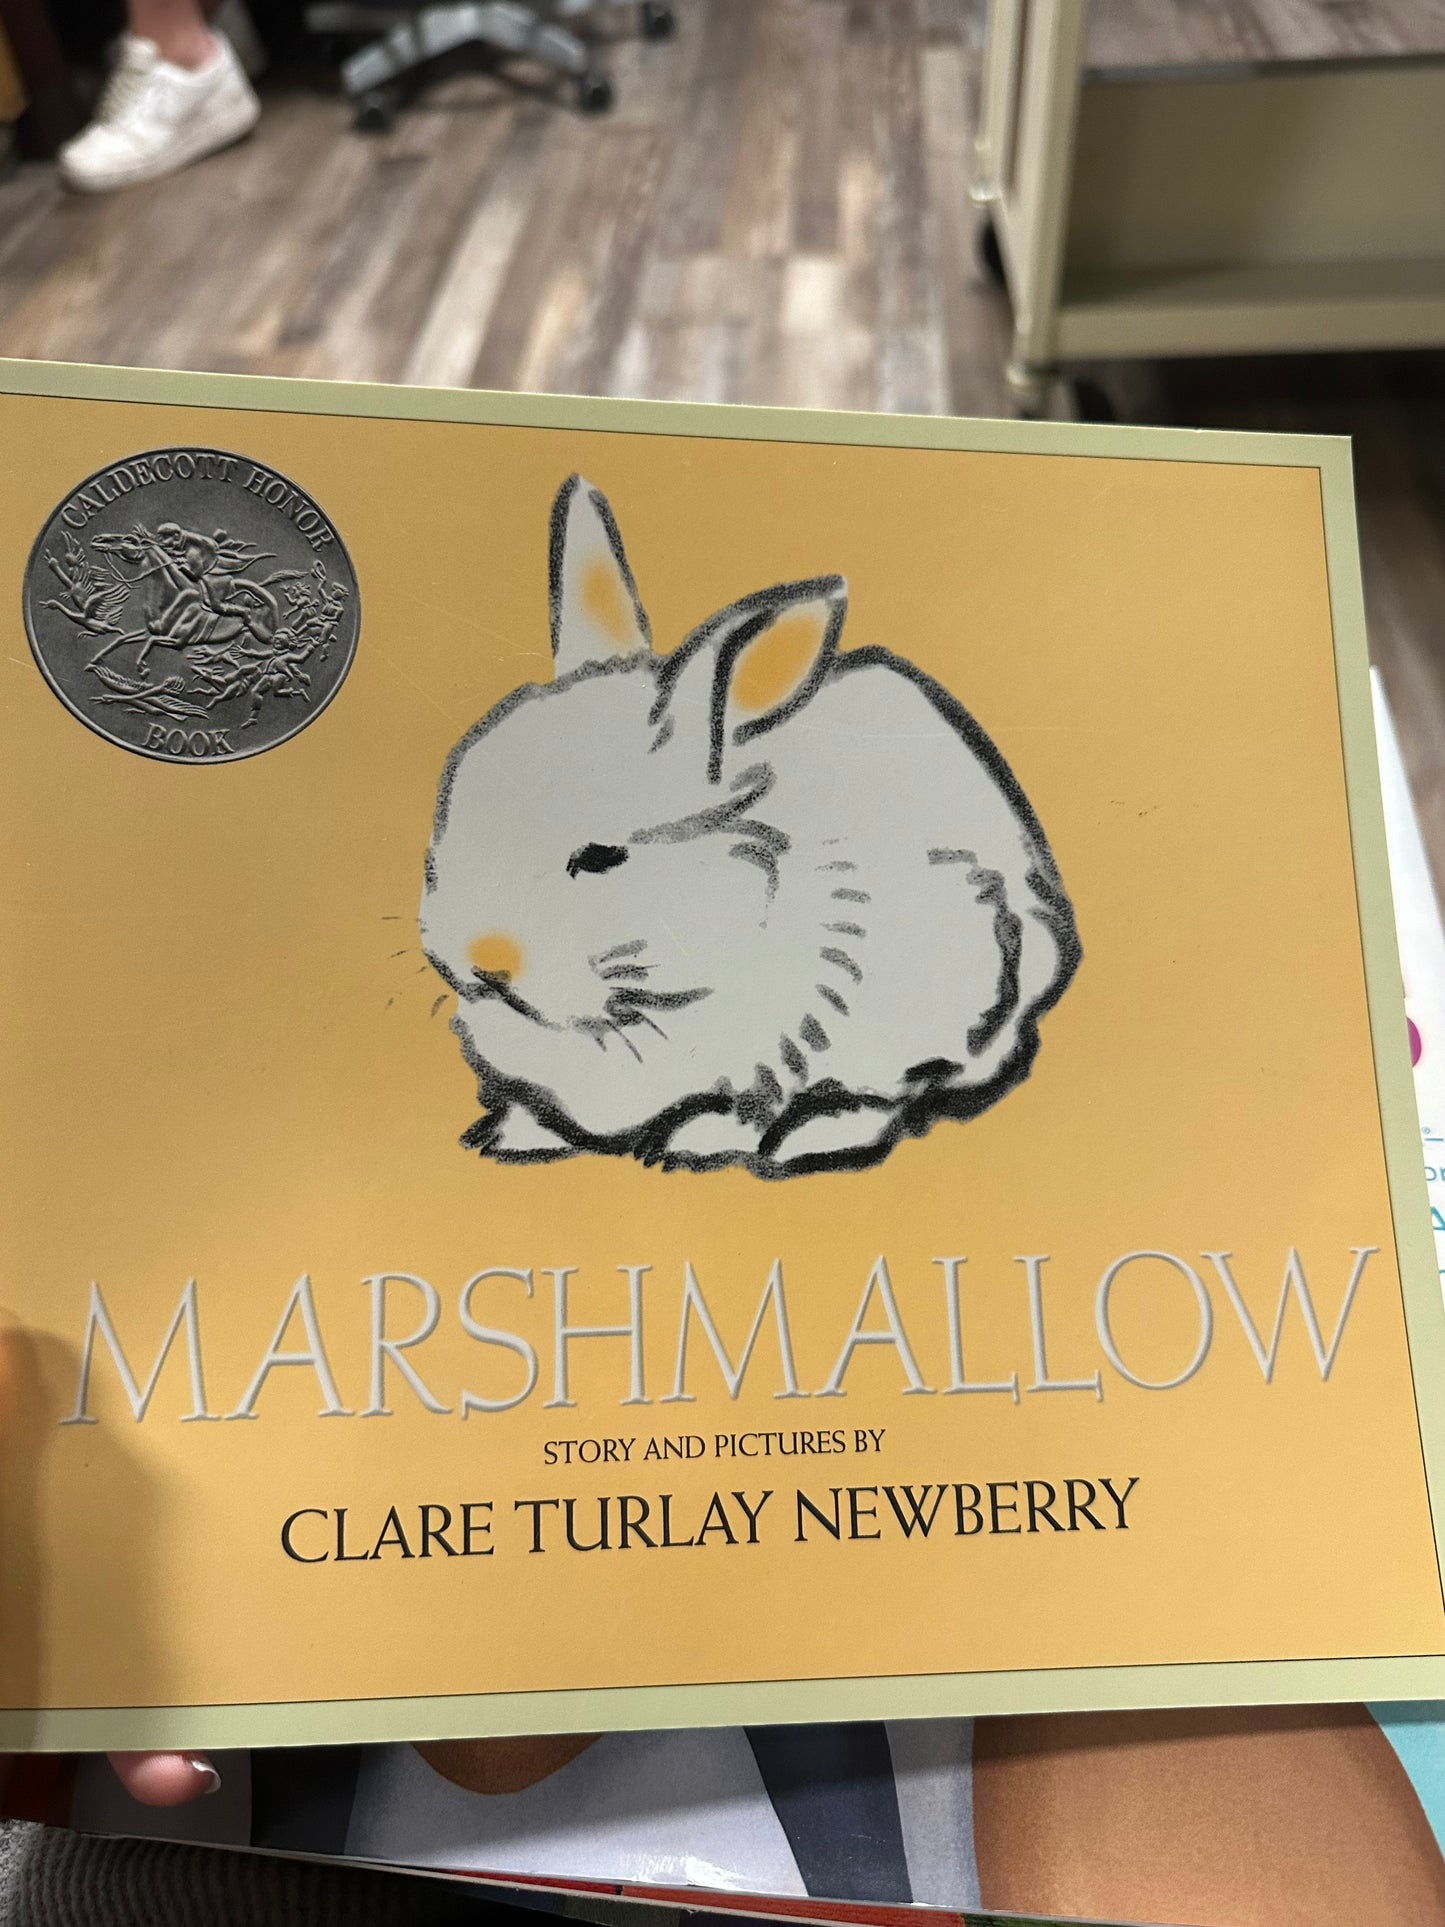 CALDECOTT HONOR
BOOK
MARSHMALLOW
STORY AND PICTURES BY
CLARE TURLAY NEWBERRY